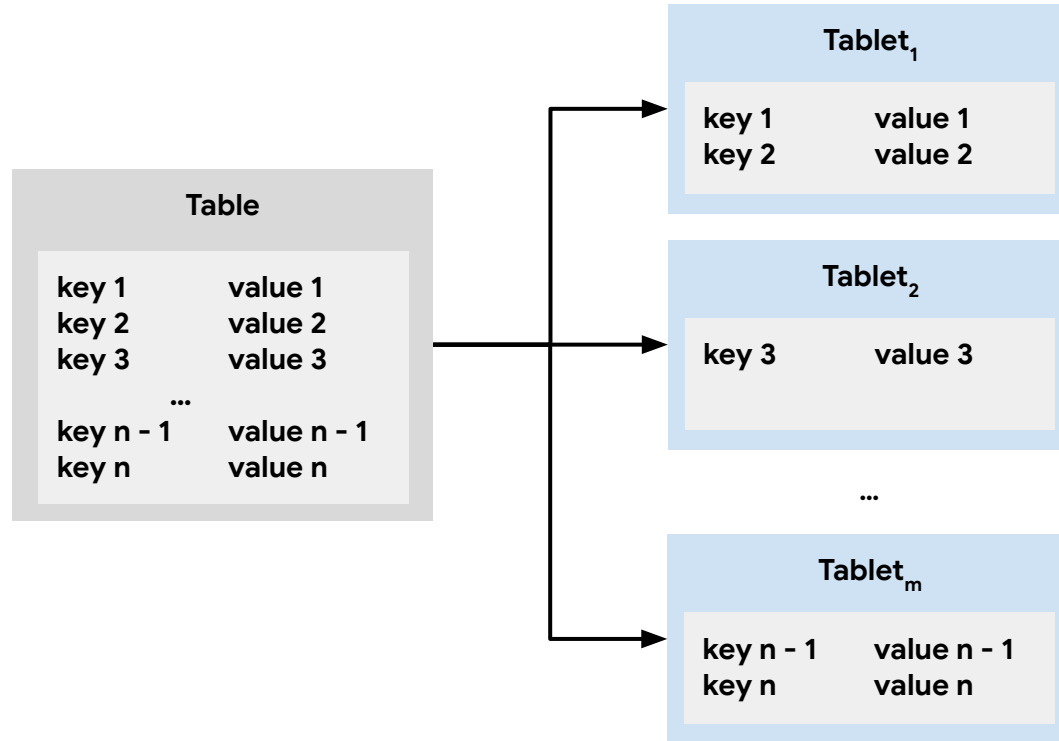 Table
key 1 value 1
key 2 value 2
key 3 value 3
...
key n - 1 value n - 1
key n value n
Tablet1
key 1 value 1
key 2 value 2
Tablet2
key 3 value 3
...
Tabletm
key n - 1 value n - 1
key n value n